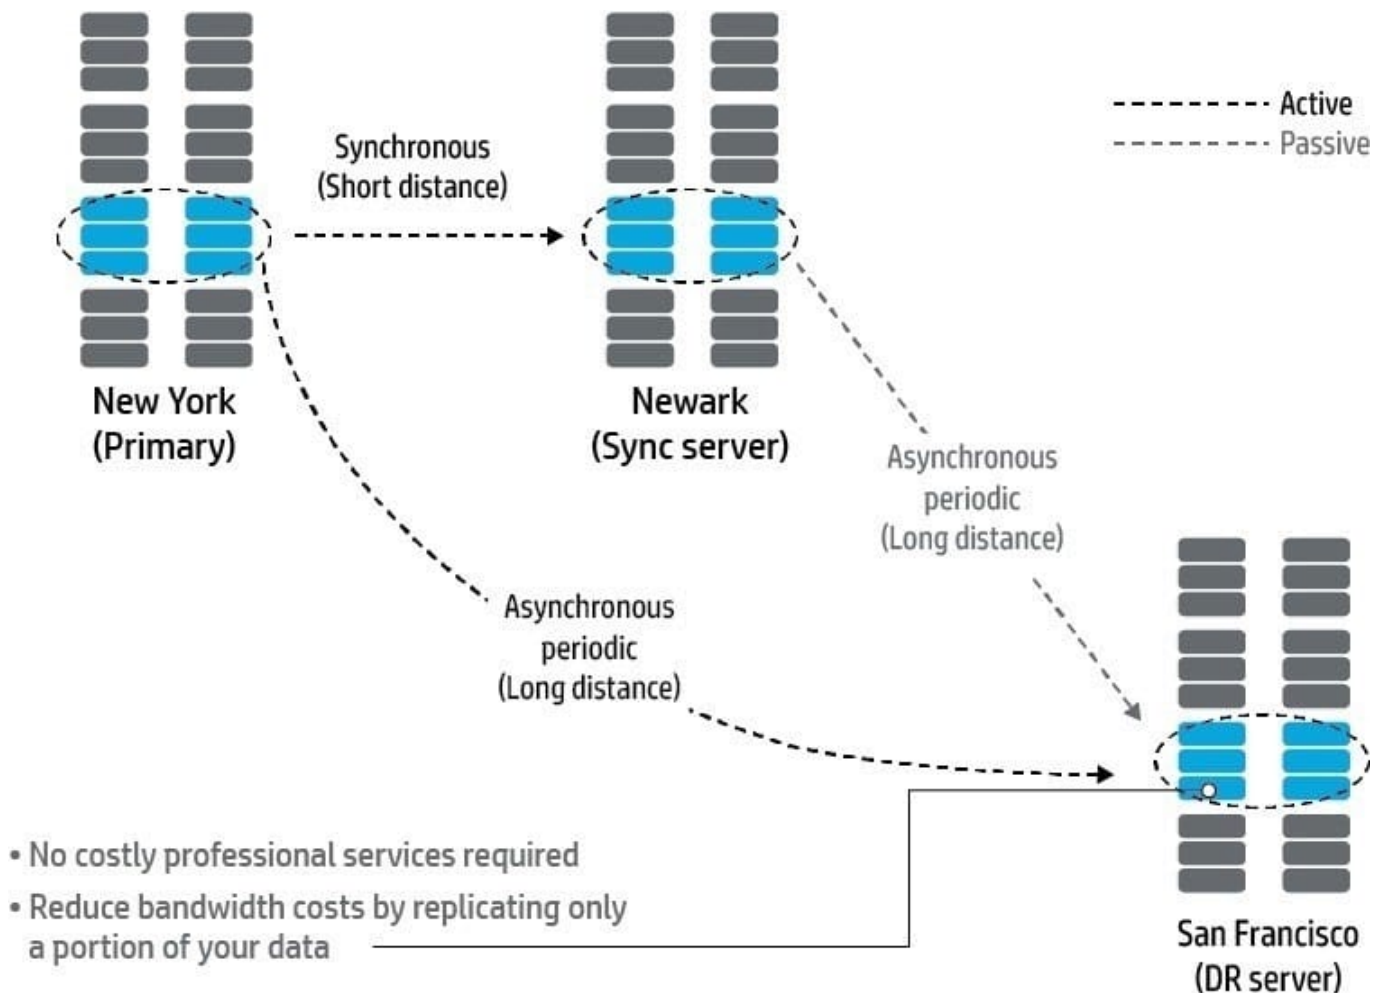 Active
Passive
Synchronous
(Short distance)
New York
(Primary)
Newark
(Sync server)
Asynchronous
periodic
(Long distance)
Asynchronous
periodic
(Long distance)
• No costly professional services required
• Reduce bandwidth costs by replicating only
a portion of your data
San Francisco
(DR server)